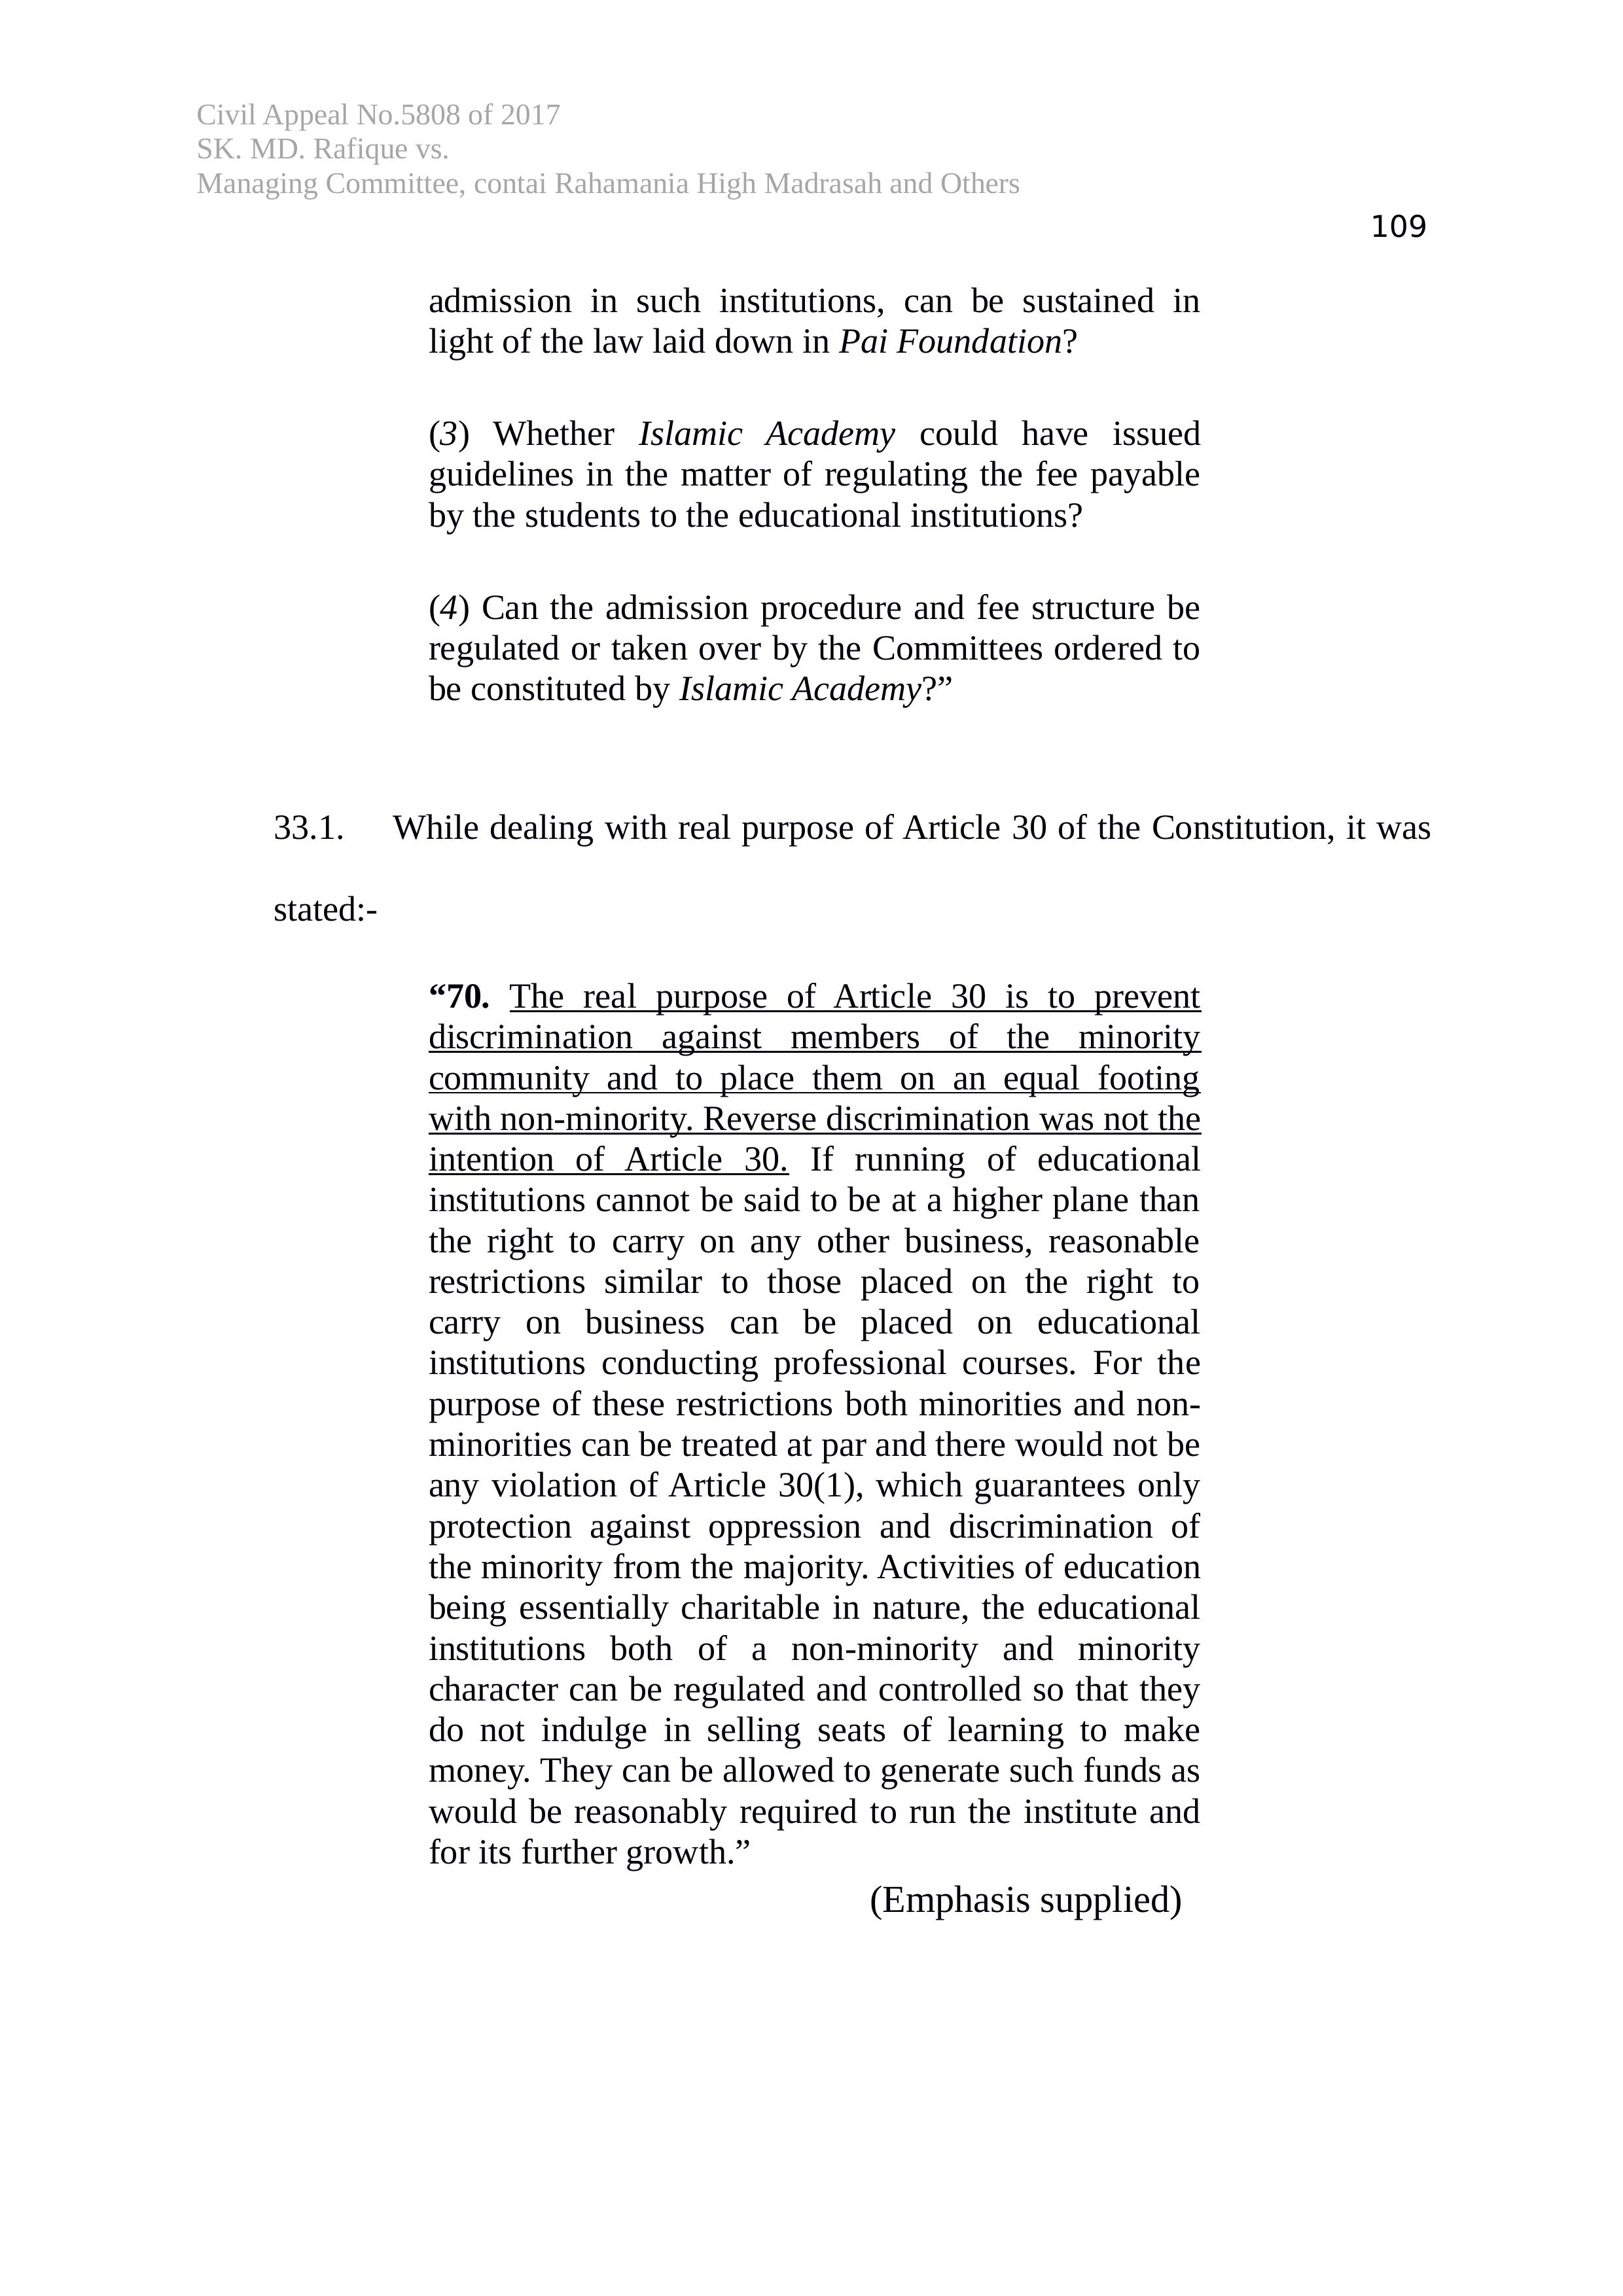 Civil Appeal No.5808 of 2017
SK. MD. Rafique vs.
Managing Committee, contai Rahamania High Madrasah and Others
109
admission in such institutions, can be sustained in
light of the law laid down in Pai Foundation?
(3) Whether Islamic Academy could have issued
guidelines in the matter of regulating the fee payable
by the students to the educational institutions?
(4) Can the admission procedure and fee structure be
regulated or taken over by the Committees ordered to
be constituted by Islamic Academy?”
33.1. While dealing with real purpose of Article 30 of the Constitution, it was
stated:-
“70. The real purpose of Article 30 is to prevent
discrimination against members of the minority
community and to place them on an equal footing
with non-minority. Reverse discrimination was not the
intention of Article 30. If running of educational
institutions cannot be said to be at a higher plane than
the right to carry on any other business, reasonable
restrictions similar to those placed on the right to
carry on business can be placed on educational
institutions conducting professional courses. For the
purpose of these restrictions both minorities and non-
minorities can be treated at par and there would not be
any violation of Article 30(1), which guarantees only
protection against oppression and discrimination of
the minority from the majority. Activities of education
being essentially charitable in nature, the educational
institutions both of a non-minority and minority
character can be regulated and controlled so that they
do not indulge in selling seats of learning to make
money. They can be allowed to generate such funds as
would be reasonably required to run the institute and
for its further growth.”
(Emphasis supplied)